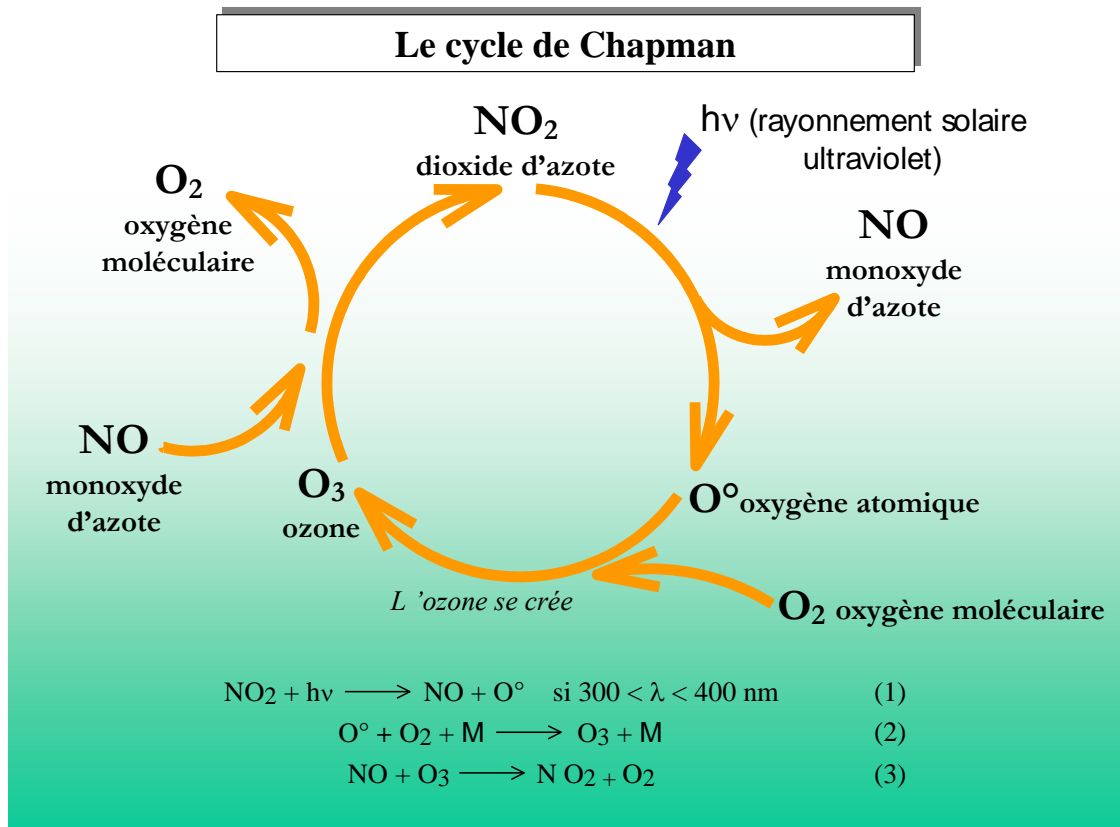 Le cycle de Chapman
NO₂
dioxide d'azote
hν (rayonnement solaire
ultraviolet)
O₂
oxygène
moléculaire
NO
monoxyde
d'azote
NO
monoxyde
d'azote
O₃
ozone
O° oxygène atomique
L ’ozone se crée
O₂ oxygène moléculaire
NO₂ + hν ⟶ NO + O° si 300 < λ < 400 nm (1)
O° + O₂ + M ⟶ O₃ + M (2)
NO + O₃ ⟶ N O₂ + O₂ (3)